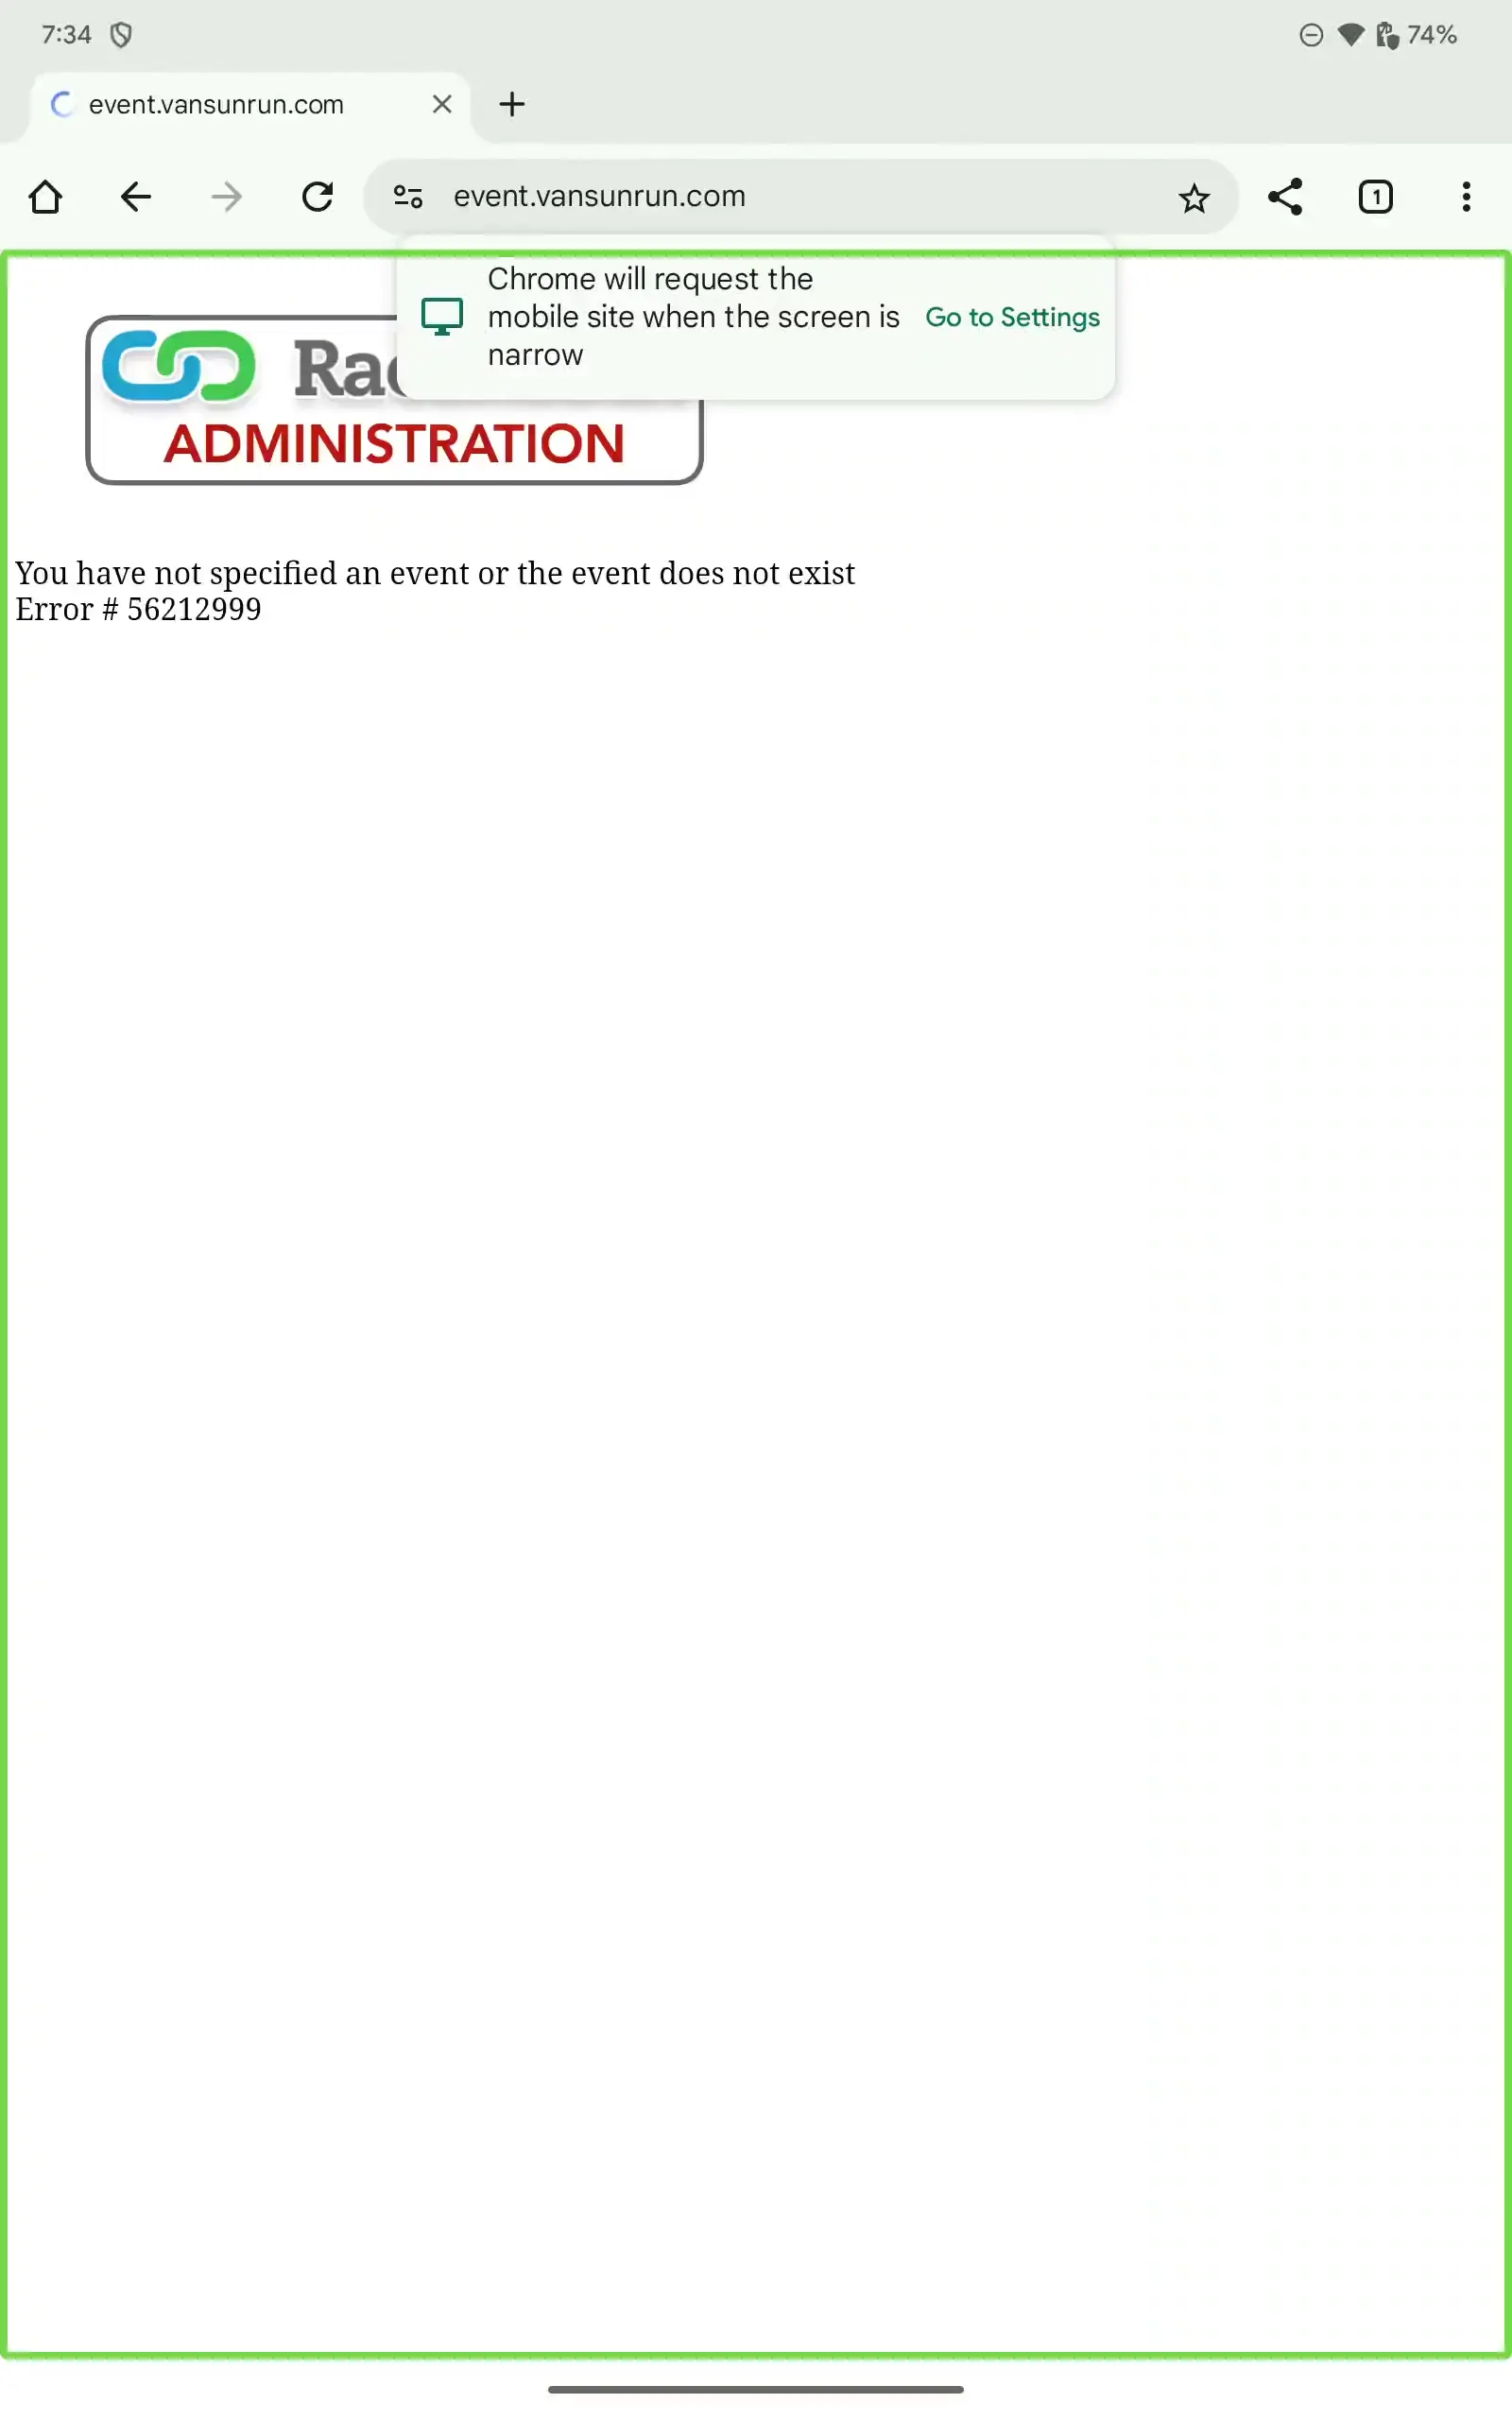 7:34
74%
event.vansunrun.com
event.vansunrun.com
1
Chrome will request the
mobile site when the screen is
narrow
Go to Settings
ADMINISTRATION
You have not specified an event or the event does not exist
Error # 56212999